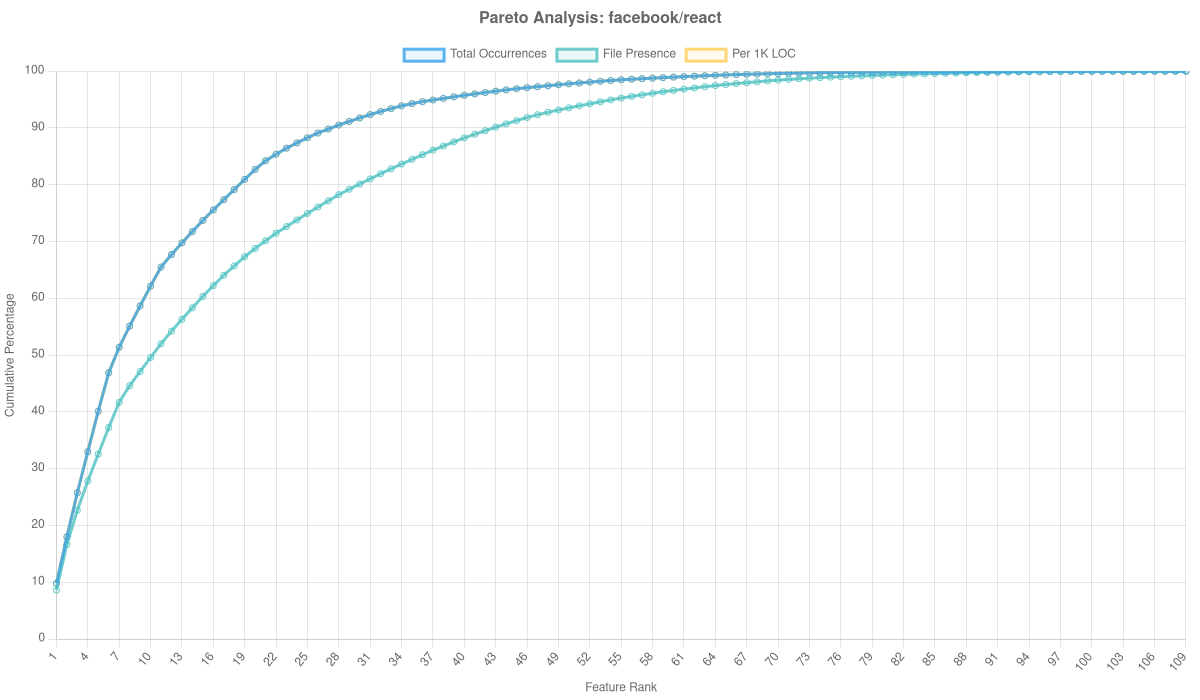 Pareto Analysis: facebook/react
Total Occurrences File Presence Per 1K LOC
100
90
80
70
60
50
40
30
20
10
0
Cumulative Percentage
1 4 7 10 13 16 19 22 25 28 31 34 37 40 43 46 49 52 55 58 61 64 67 70 73 76 79 82 85 88 91 94 97 100 103 106 109
Feature Rank